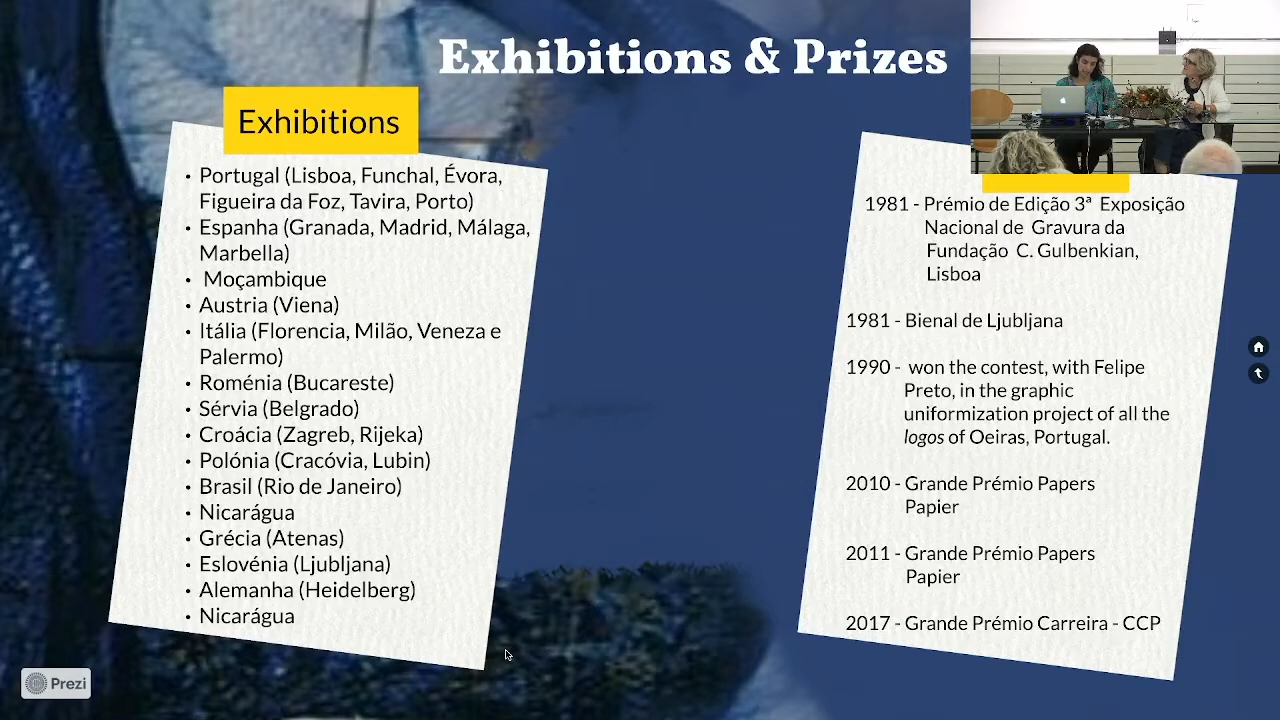 Exhibitions & Prizes
Exhibitions
• Portugal (Lisboa, Funchal, Évora,
Figueira da Foz, Tavira, Porto)
• Espanha (Granada, Madrid, Málaga,
Marbella)
• Moçambique
• Austria (Viena)
• Itália (Florencia, Milão, Veneza e
Palermo)
• Roménia (Bucareste)
• Sérvia (Belgrado)
• Croácia (Zagreb, Rijeka)
• Polónia (Cracóvia, Lubin)
• Brasil (Rio de Janeiro)
• Nicarágua
• Grécia (Atenas)
• Eslovénia (Ljubljana)
• Alemanha (Heidelberg)
• Nicarágua
1981 - Prémio de Edição 3ª Exposição
Nacional de Gravura da
Fundação C. Gulbenkian,
Lisboa
1981 - Bienal de Ljubljana
1990 - won the contest, with Felipe
Preto, in the graphic
uniformization project of all the
logos of Oeiras, Portugal.
2010 - Grande Prémio Papers
Papier
2011 - Grande Prémio Papers
Papier
2017 - Grande Prémio Carreira - CCP
Prezi